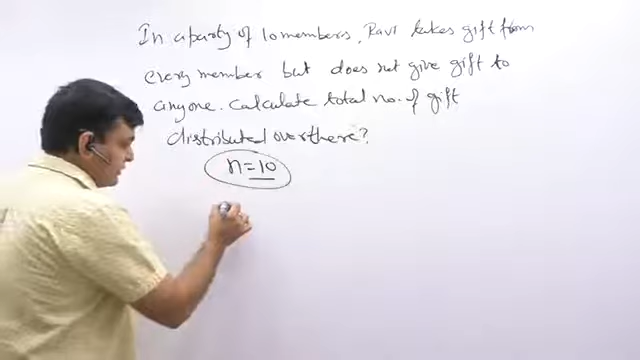 In a party of 10 members, Ravi takes gift from
every member but does not give gift to
anyone. Calculate total no. of gift
distributed over there?
n=10